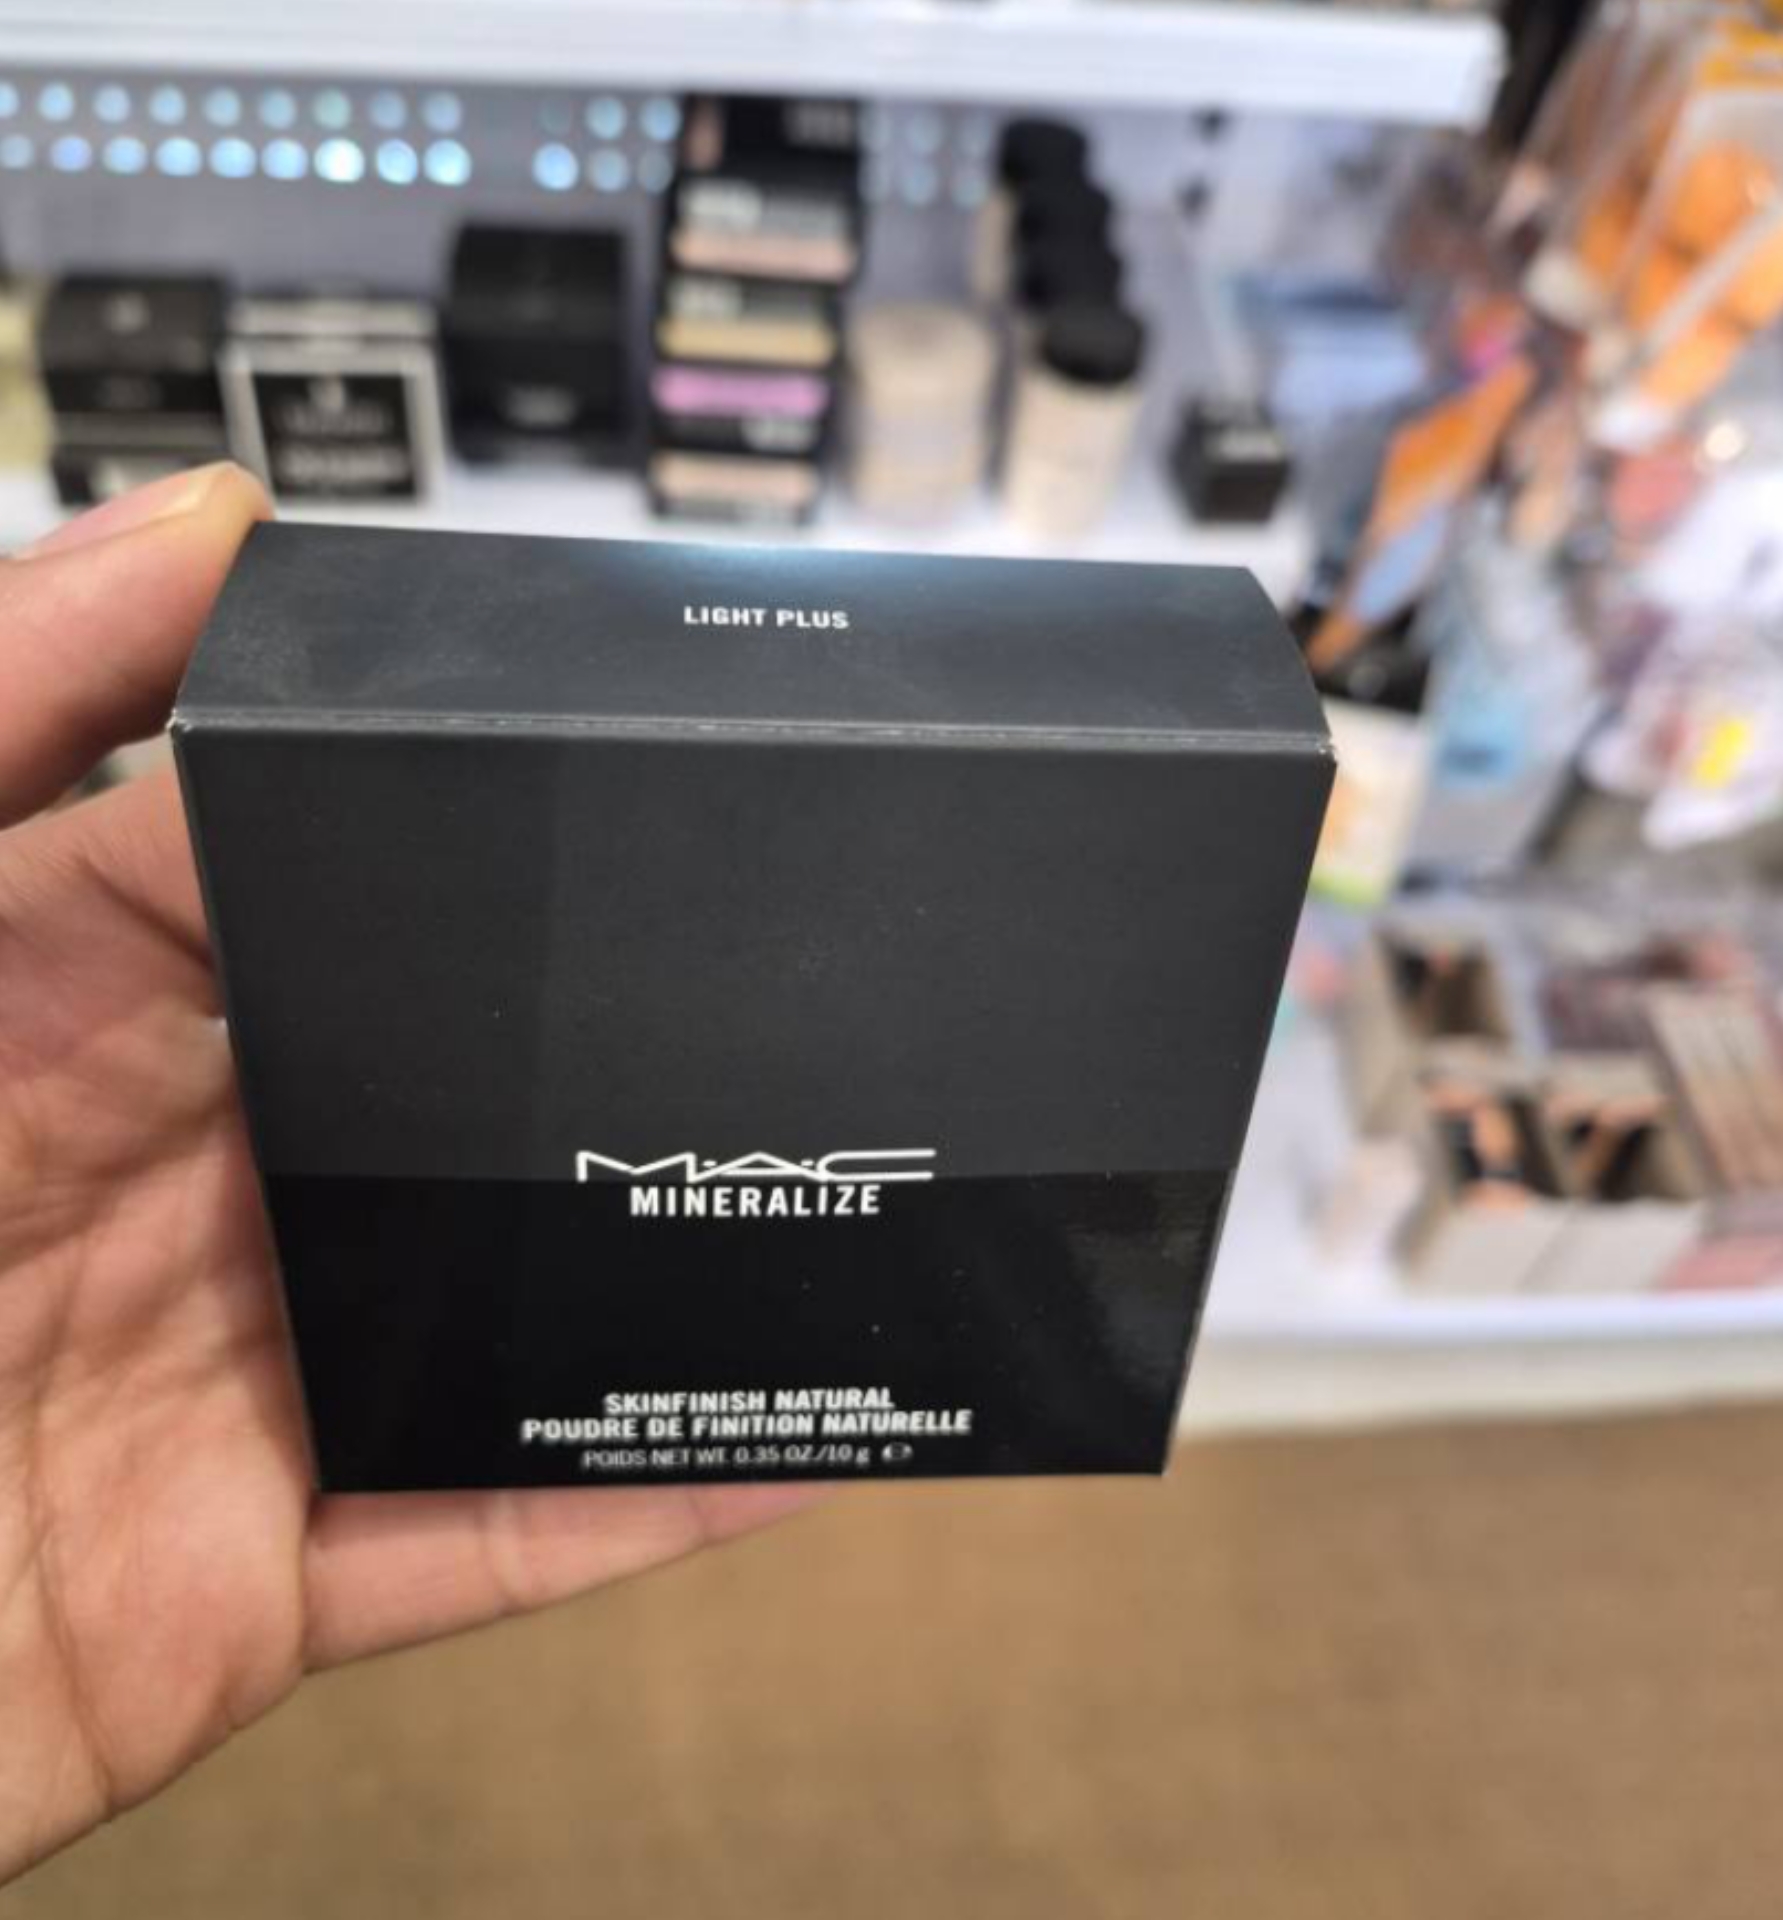 LIGHT PLUS
M·A·C
MINERALIZE
SKINFINISH NATURAL
POUDRE DE FINITION NATURELLE
POIDS NET WT. 0.35 OZ./10 g ℮